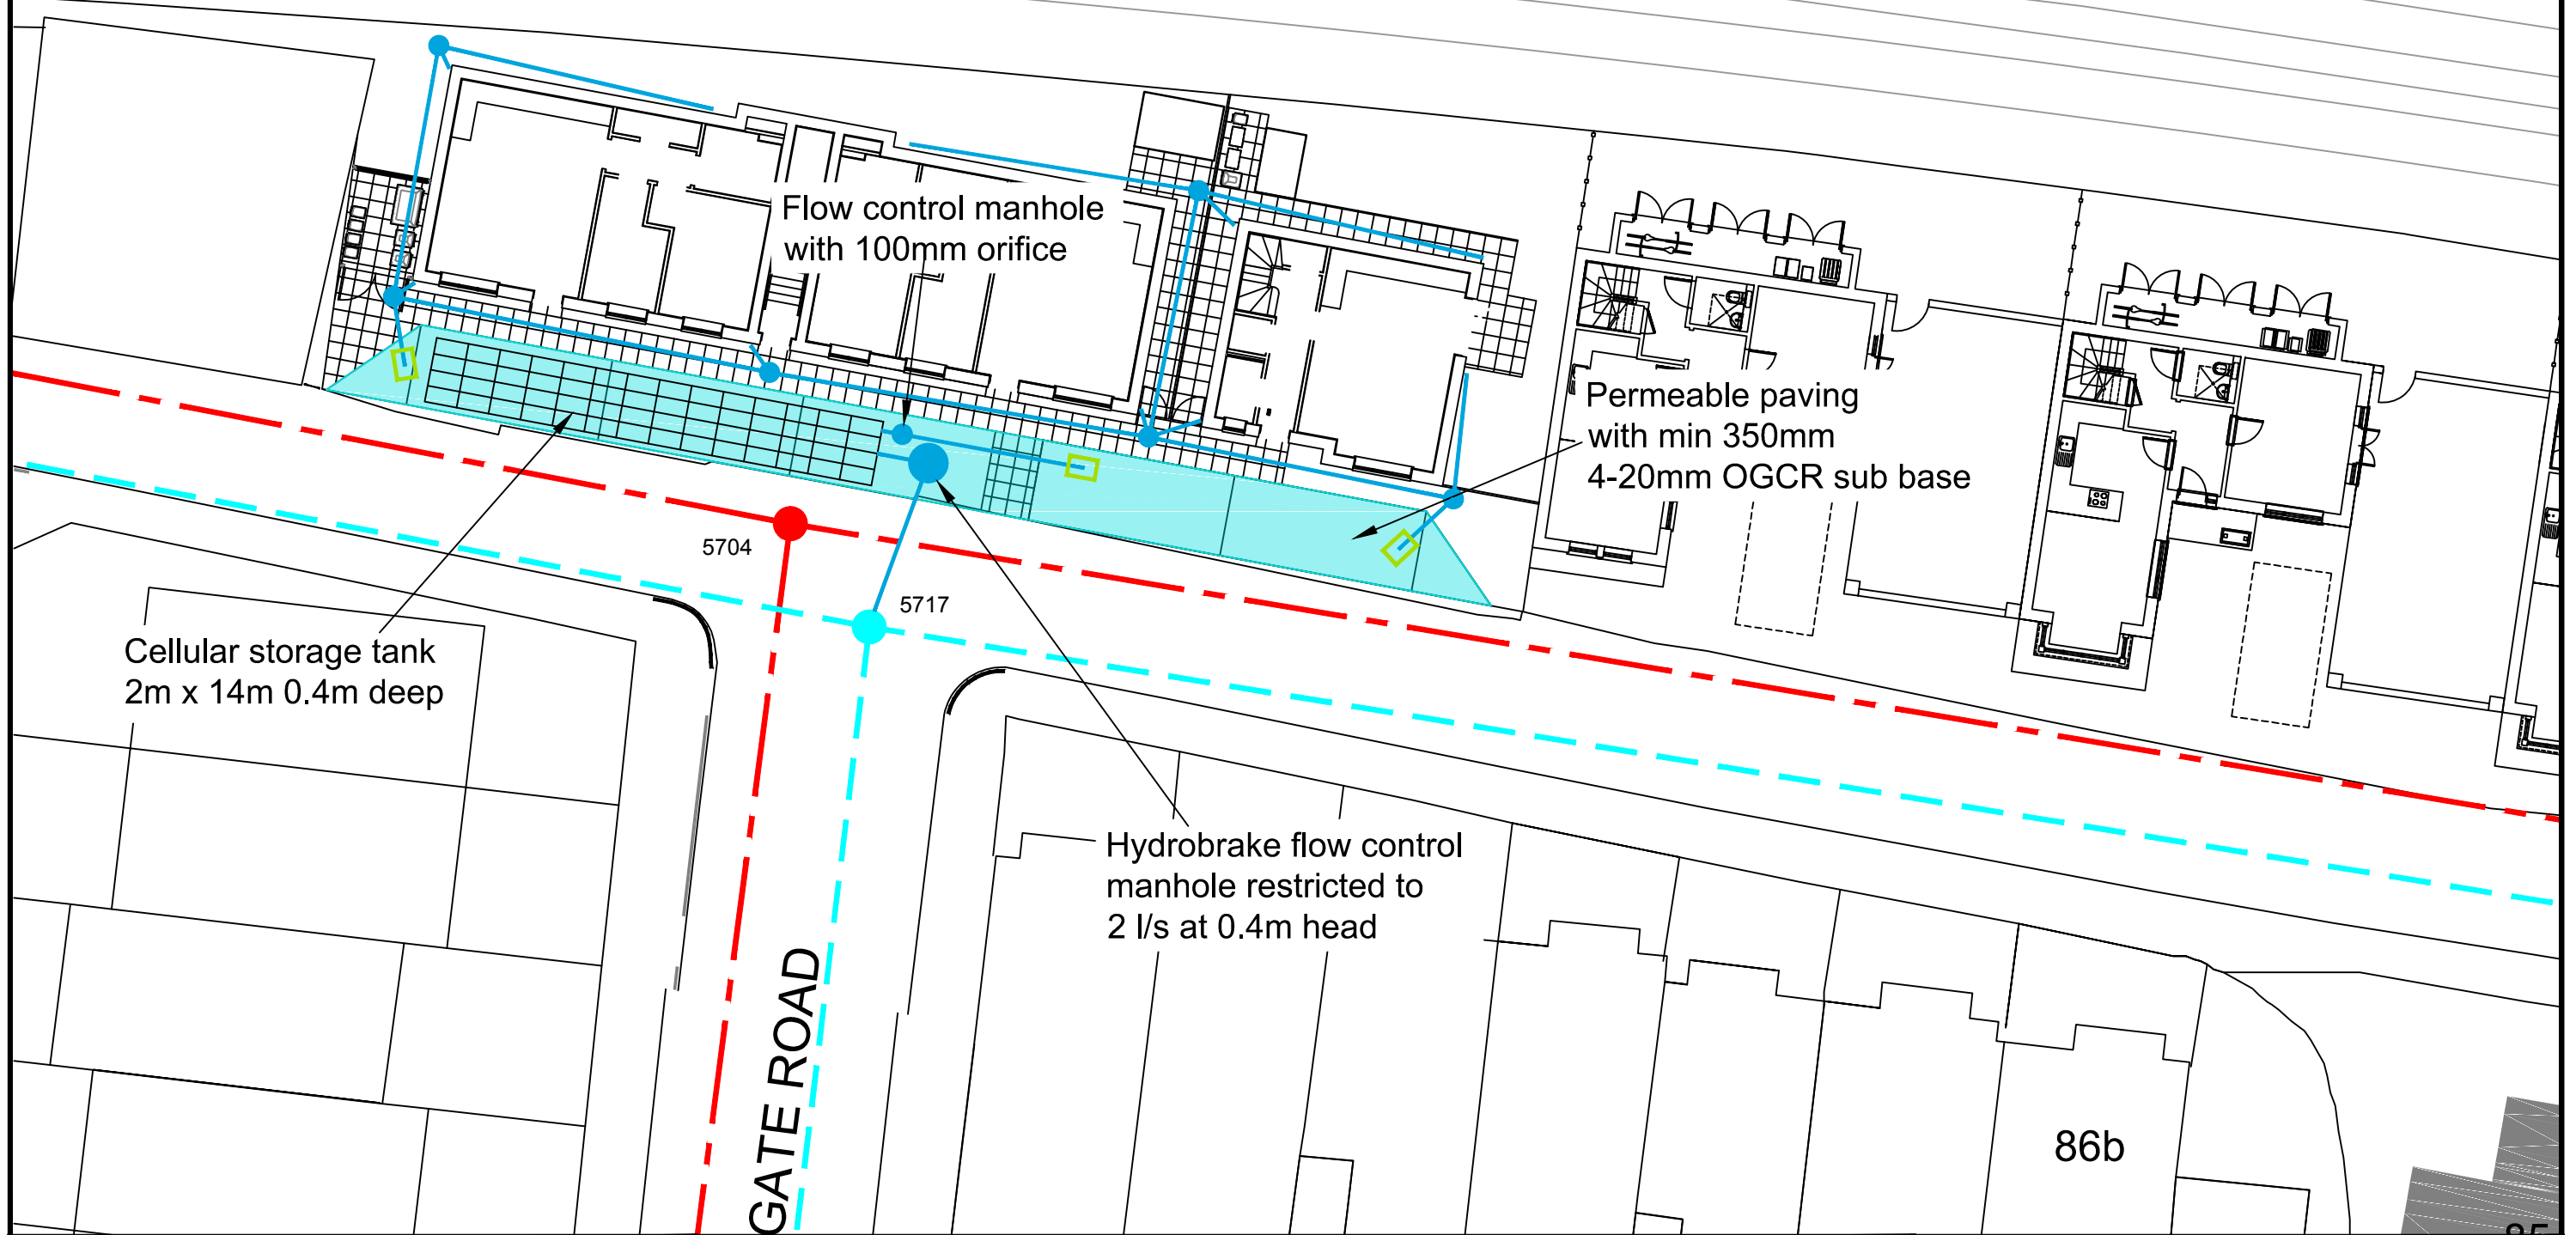 Flow control manhole
with 100mm orifice
Permeable paving
with min 350mm
4-20mm OGCR sub base
5704
5717
Cellular storage tank
2m x 14m 0.4m deep
Hydrobrake flow control
manhole restricted to
2 l/s at 0.4m head
GATE ROAD
86b
85